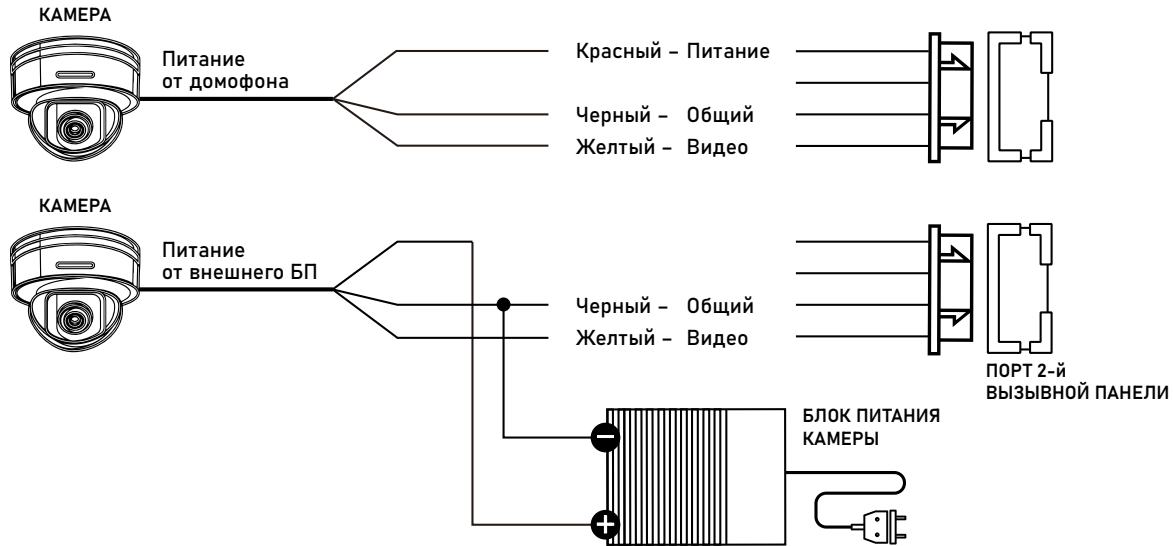 КАМЕРА
Питание
от домофона
Красный – Питание
Черный – Общий
Желтый – Видео
КАМЕРА
Питание
от внешнего БП
Черный – Общий
Желтый – Видео
ПОРТ 2-й
ВЫЗЫВНОЙ ПАНЕЛИ
БЛОК ПИТАНИЯ
КАМЕРЫ